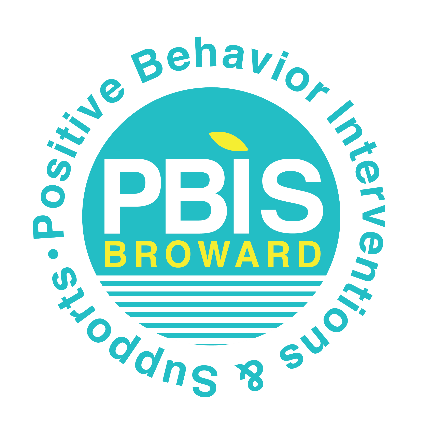 Positive Behavior Interventions & Supports •
PBIS
BROWARD